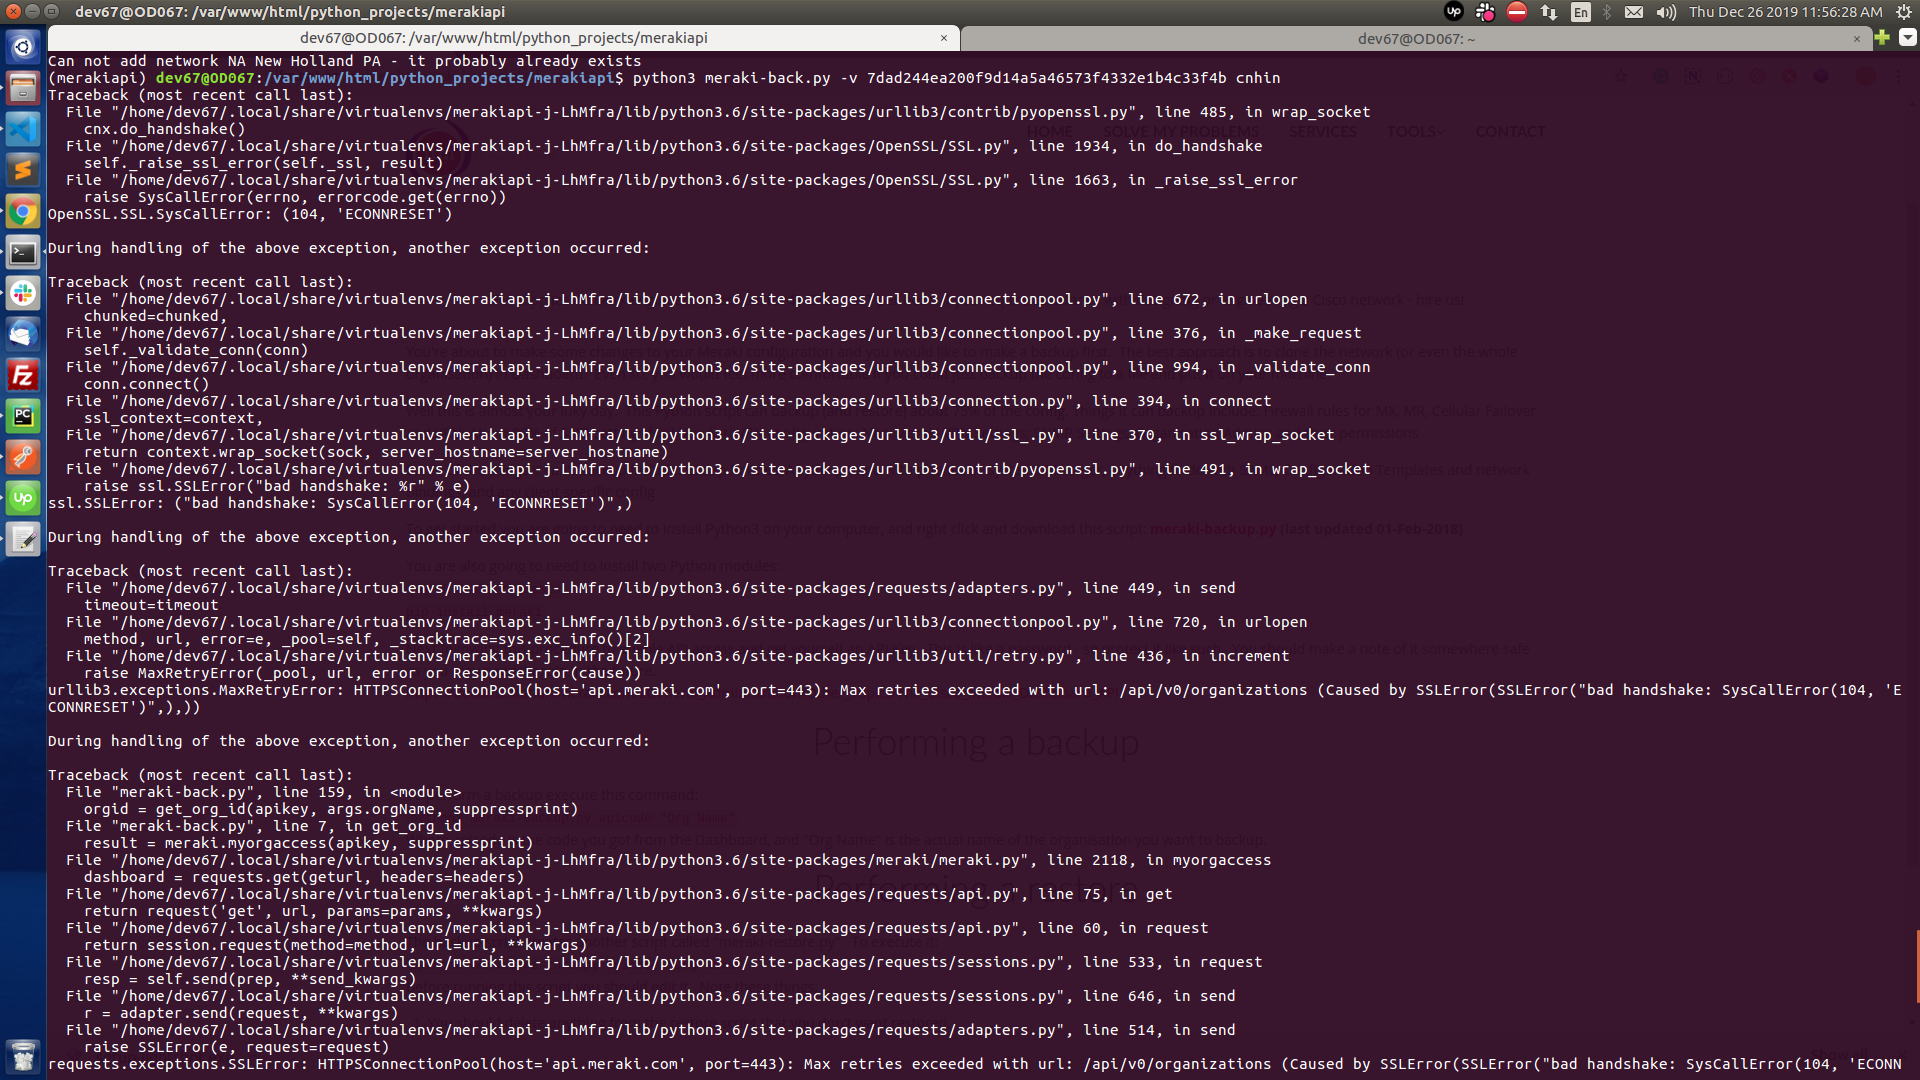 dev67@OD067: /var/www/html/python_projects/merakiapi
En
Thu Dec 26 2019 11:56:28 AM
dev67@OD067: /var/www/html/python_projects/merakiapi ×
dev67@OD067: ~ ×
Can not add network NA New Holland PA - it probably already exists
(merakiapi) dev67@OD067:/var/www/html/python_projects/merakiapi$ python3 meraki-back.py -v 7dad244ea200f9d14a5a46573f4332e1b4c33f4b cnhin
Traceback (most recent call last):
File "/home/dev67/.local/share/virtualenvs/merakiapi-j-LhMfra/lib/python3.6/site-packages/urllib3/contrib/pyopenssl.py", line 485, in wrap_socket
cnx.do_handshake()
File "/home/dev67/.local/share/virtualenvs/merakiapi-j-LhMfra/lib/python3.6/site-packages/OpenSSL/SSL.py", line 1934, in do_handshake
self._raise_ssl_error(self._ssl, result)
File "/home/dev67/.local/share/virtualenvs/merakiapi-j-LhMfra/lib/python3.6/site-packages/OpenSSL/SSL.py", line 1663, in _raise_ssl_error
raise SysCallError(errno, errorcode.get(errno))
OpenSSL.SSL.SysCallError: (104, 'ECONNRESET')
During handling of the above exception, another exception occurred:
Traceback (most recent call last):
File "/home/dev67/.local/share/virtualenvs/merakiapi-j-LhMfra/lib/python3.6/site-packages/urllib3/connectionpool.py", line 672, in urlopen
chunked=chunked,
File "/home/dev67/.local/share/virtualenvs/merakiapi-j-LhMfra/lib/python3.6/site-packages/urllib3/connectionpool.py", line 376, in _make_request
self._validate_conn(conn)
File "/home/dev67/.local/share/virtualenvs/merakiapi-j-LhMfra/lib/python3.6/site-packages/urllib3/connectionpool.py", line 994, in _validate_conn
conn.connect()
File "/home/dev67/.local/share/virtualenvs/merakiapi-j-LhMfra/lib/python3.6/site-packages/urllib3/connection.py", line 394, in connect
ssl_context=context,
File "/home/dev67/.local/share/virtualenvs/merakiapi-j-LhMfra/lib/python3.6/site-packages/urllib3/util/ssl_.py", line 370, in ssl_wrap_socket
return context.wrap_socket(sock, server_hostname=server_hostname)
File "/home/dev67/.local/share/virtualenvs/merakiapi-j-LhMfra/lib/python3.6/site-packages/urllib3/contrib/pyopenssl.py", line 491, in wrap_socket
raise ssl.SSLError("bad handshake: %r" % e)
ssl.SSLError: ("bad handshake: SysCallError(104, 'ECONNRESET')",)
During handling of the above exception, another exception occurred:
Traceback (most recent call last):
File "/home/dev67/.local/share/virtualenvs/merakiapi-j-LhMfra/lib/python3.6/site-packages/requests/adapters.py", line 449, in send
timeout=timeout
File "/home/dev67/.local/share/virtualenvs/merakiapi-j-LhMfra/lib/python3.6/site-packages/urllib3/connectionpool.py", line 720, in urlopen
method, url, error=e, _pool=self, _stacktrace=sys.exc_info()[2]
File "/home/dev67/.local/share/virtualenvs/merakiapi-j-LhMfra/lib/python3.6/site-packages/urllib3/util/retry.py", line 436, in increment
raise MaxRetryError(_pool, url, error or ResponseError(cause))
urllib3.exceptions.MaxRetryError: HTTPSConnectionPool(host='api.meraki.com', port=443): Max retries exceeded with url: /api/v0/organizations (Caused by SSLError(SSLError("bad handshake: SysCallError(104, 'E
CONNRESET')",),))
During handling of the above exception, another exception occurred:
Traceback (most recent call last):
File "meraki-back.py", line 159, in <module>
orgid = get_org_id(apikey, args.orgName, suppressprint)
File "meraki-back.py", line 7, in get_org_id
result = meraki.myorgaccess(apikey, suppressprint)
File "/home/dev67/.local/share/virtualenvs/merakiapi-j-LhMfra/lib/python3.6/site-packages/meraki/meraki.py", line 2118, in myorgaccess
dashboard = requests.get(geturl, headers=headers)
File "/home/dev67/.local/share/virtualenvs/merakiapi-j-LhMfra/lib/python3.6/site-packages/requests/api.py", line 75, in get
return request('get', url, params=params, **kwargs)
File "/home/dev67/.local/share/virtualenvs/merakiapi-j-LhMfra/lib/python3.6/site-packages/requests/api.py", line 60, in request
return session.request(method=method, url=url, **kwargs)
File "/home/dev67/.local/share/virtualenvs/merakiapi-j-LhMfra/lib/python3.6/site-packages/requests/sessions.py", line 533, in request
resp = self.send(prep, **send_kwargs)
File "/home/dev67/.local/share/virtualenvs/merakiapi-j-LhMfra/lib/python3.6/site-packages/requests/sessions.py", line 646, in send
r = adapter.send(request, **kwargs)
File "/home/dev67/.local/share/virtualenvs/merakiapi-j-LhMfra/lib/python3.6/site-packages/requests/adapters.py", line 514, in send
raise SSLError(e, request=request)
requests.exceptions.SSLError: HTTPSConnectionPool(host='api.meraki.com', port=443): Max retries exceeded with url: /api/v0/organizations (Caused by SSLError(SSLError("bad handshake: SysCallError(104, 'ECONN